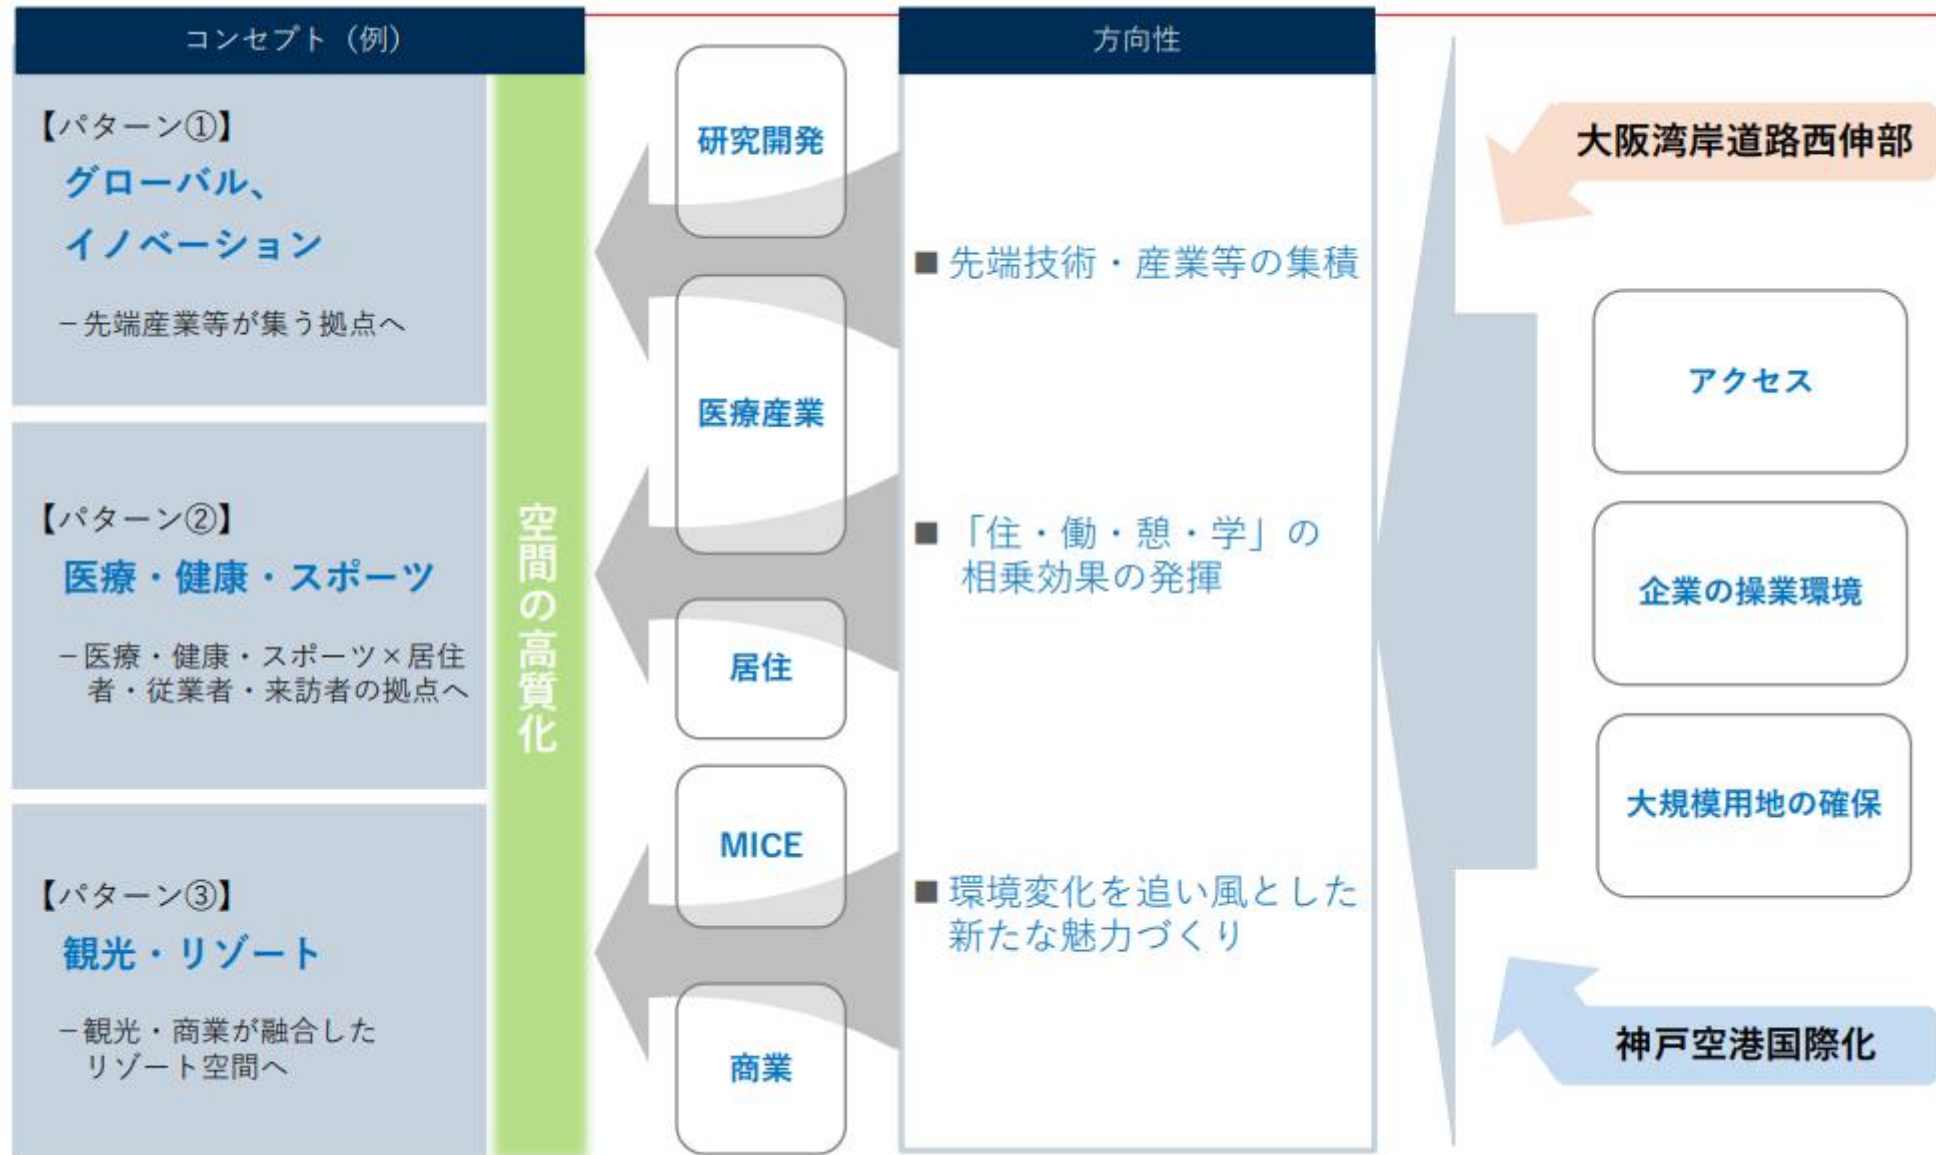 コンセプト（例）
【パターン①】
グローバル、
イノベーション
－先端産業等が集う拠点へ
【パターン②】
医療・健康・スポーツ
－医療・健康・スポーツ×居住
者・従業者・来訪者の拠点へ
【パターン③】
観光・リゾート
－観光・商業が融合した
リゾート空間へ
空間の高質化
研究開発
医療産業
居住
MICE
商業
方向性
■ 先端技術・産業等の集積
■ 「住・働・憩・学」の
相乗効果の発揮
■ 環境変化を追い風とした
新たな魅力づくり
大阪湾岸道路西伸部
アクセス
企業の操業環境
大規模用地の確保
神戸空港国際化